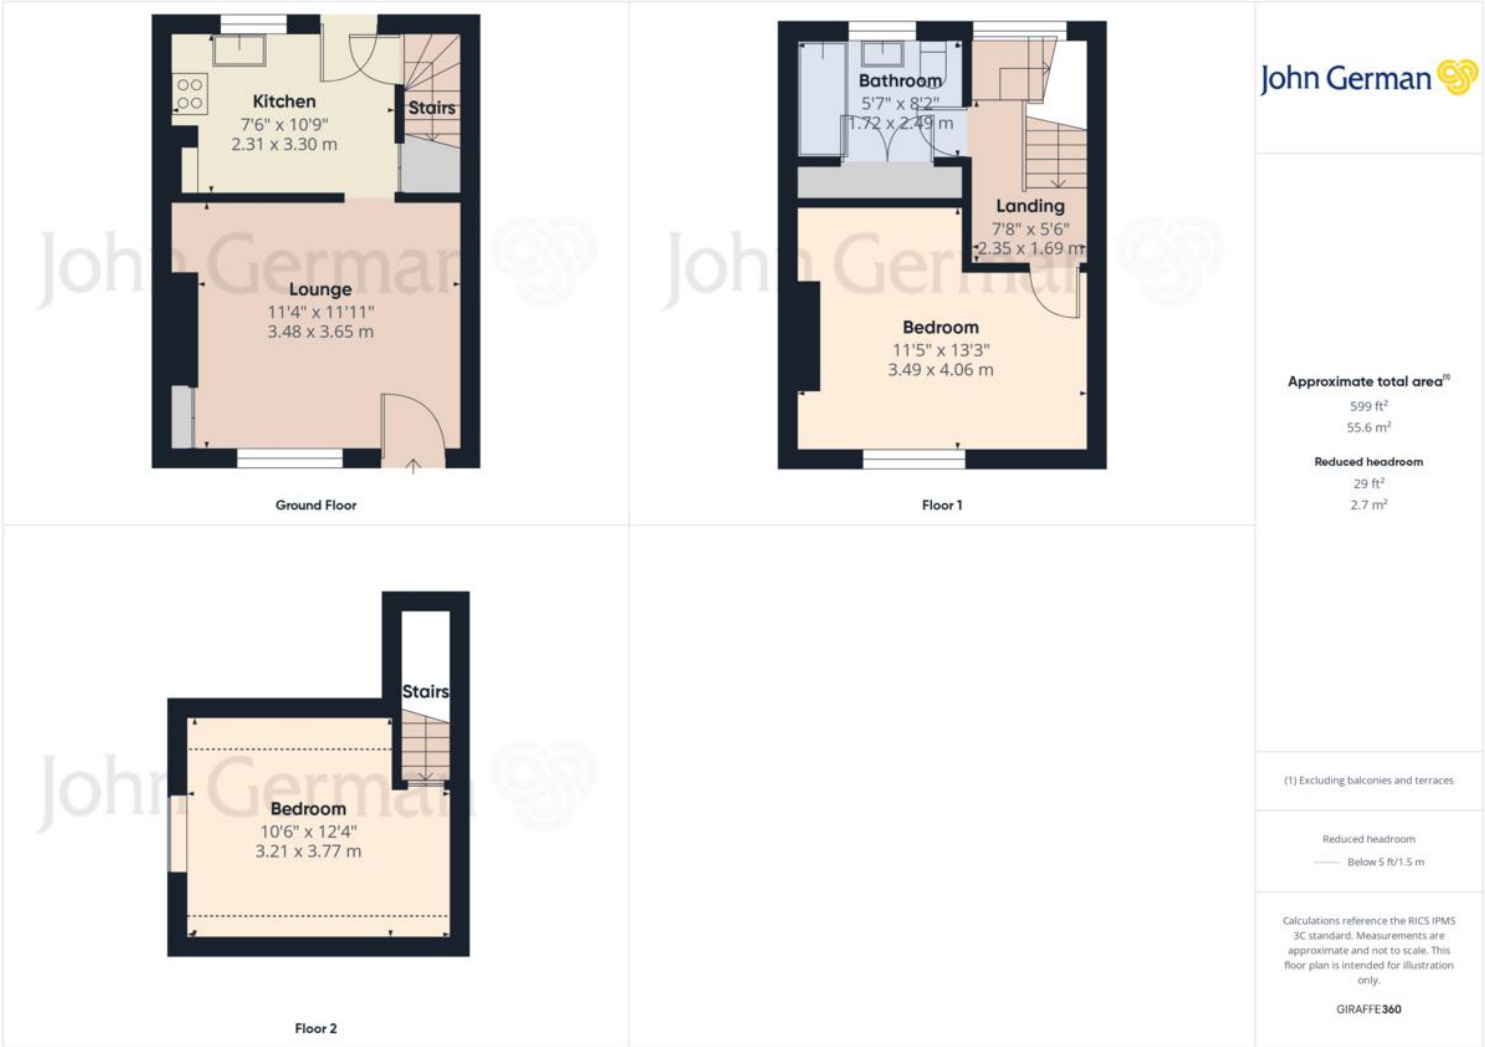 Kitchen
7'6" x 10'9"
2.31 x 3.30 m
Stairs
Lounge
11'4" x 11'11"
3.48 x 3.65 m
John German
Ground Floor
Bathroom
5'7" x 8'2"
1.72 x 2.49 m
Landing
7'8" x 5'6"
2.35 x 1.69 m
Bedroom
11'5" x 13'3"
3.49 x 4.06 m
John German
Floor 1
Stairs
Bedroom
10'6" x 12'4"
3.21 x 3.77 m
John German
Floor 2
John German
Approximate total area(1)
599 ft²
55.6 m²
Reduced headroom
29 ft²
2.7 m²
(1) Excluding balconies and terraces
Reduced headroom
Below 5 ft/1.5 m
Calculations reference the RICS IPMS
3C standard. Measurements are
approximate and not to scale. This
floor plan is intended for illustration
only.
GIRAFFE360